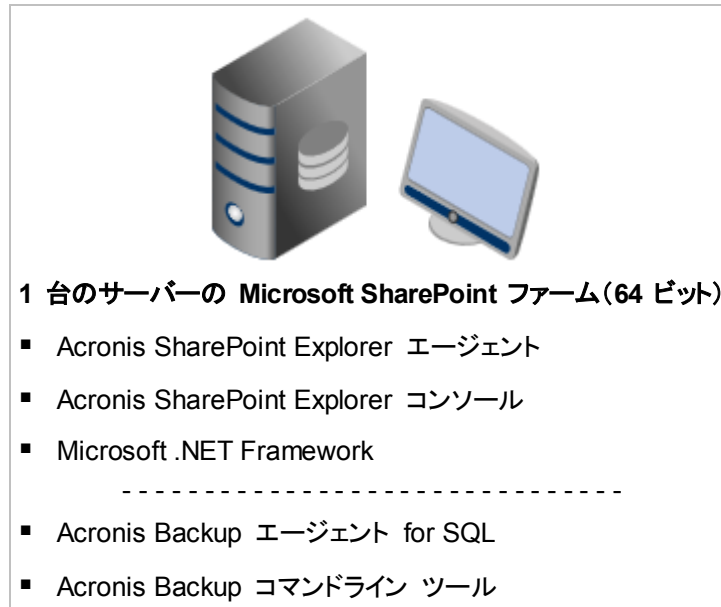 1 台のサーバーの Microsoft SharePoint ファーム(64 ビット)
■ Acronis SharePoint Explorer エージェント
■ Acronis SharePoint Explorer コンソール
■ Microsoft .NET Framework
- - - - - - - - - - - - - - - - - - - - - - - - - - - - - - -
■ Acronis Backup エージェント for SQL
■ Acronis Backup コマンドライン ツール